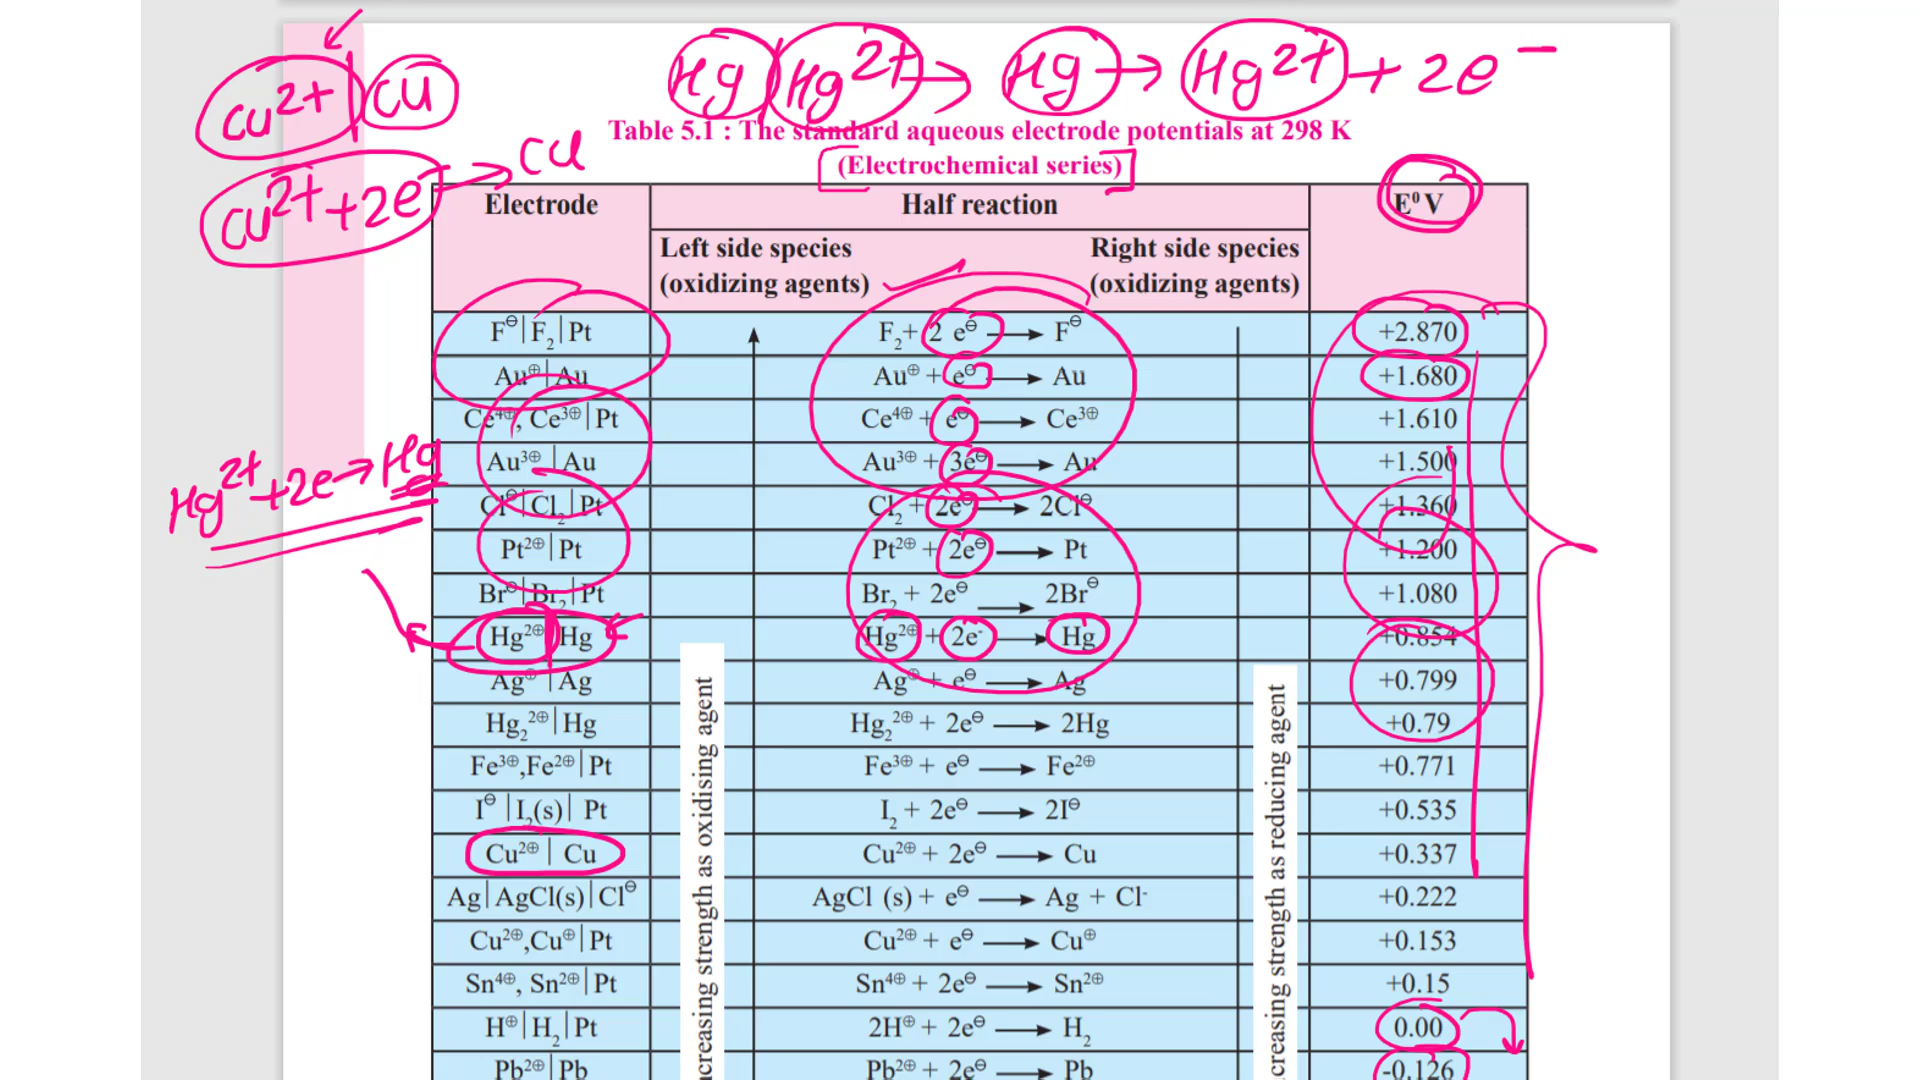 Hg|Hg²⁺ → Hg → Hg²⁺ + 2e⁻
Cu²⁺|Cu
Cu²⁺ + 2e⁻ → Cu
Table 5.1 : The standard aqueous electrode potentials at 298 K
(Electrochemical series)
Electrode Half reaction E⁰ V
Left side species Right side species
(oxidizing agents) (oxidizing agents)
F⊖|F₂|Pt F₂+ 2 e⊖ → F⊖ +2.870
Au⊕|Au Au⊕ + e⊖ → Au +1.680
Ce⁴⊕, Ce³⊕|Pt Ce⁴⊕ + e⊖ → Ce³⊕ +1.610
Au³⊕|Au Au³⊕ + 3e⊖ → Au +1.500
Hg²⁺ + 2e → Hg
Cl⊖|Cl₂|Pt Cl₂ + 2e⊖ → 2Cl⊖ +1.360
Pt²⊕|Pt Pt²⊕ + 2e⊖ → Pt +1.200
Br⊖|Br₂|Pt Br₂ + 2e⊖ → 2Br⊖ +1.080
Hg²⊕|Hg Hg²⊕ + 2e⁻ → Hg +0.854
Ag⊕|Ag Ag⊕ + e⊖ → Ag +0.799
Hg₂²⊕|Hg Hg₂²⊕ + 2e⊖ → 2Hg +0.79
Fe³⊕,Fe²⊕|Pt Fe³⊕ + e⊖ → Fe²⊕ +0.771
I⊖|I₂(s)| Pt I₂ + 2e⊖ → 2I⊖ +0.535
Cu²⊕ | Cu Cu²⊕ + 2e⊖ → Cu +0.337
Ag|AgCl(s)|Cl⊖ AgCl (s) + e⊖ → Ag + Cl⁻ +0.222
Cu²⊕,Cu⊕|Pt Cu²⊕ + e⊖ → Cu⊕ +0.153
Sn⁴⊕, Sn²⊕|Pt Sn⁴⊕ + 2e⊖ → Sn²⊕ +0.15
H⊕|H₂|Pt 2H⊕ + 2e⊖ → H₂ 0.00
Pb²⊕|Pb Pb²⊕ + 2e⊖ → Pb -0.126
ncreasing strength as oxidising agent
creasing strength as reducing agent